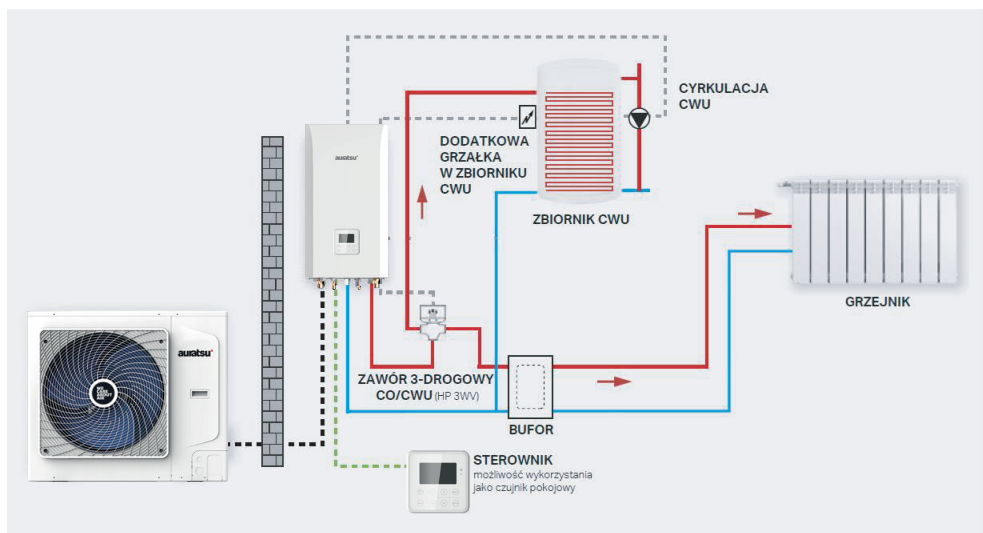 CYRKULACJA
CWU
DODATKOWA
GRZAŁKA
W ZBIORNIKU
CWU
auratsu
ZBIORNIK CWU
GRZEJNIK
auratsu
ZAWÓR 3-DROGOWY
CO/CWU (HP 3WV)
BUFOR
STEROWNIK
możliwość wykorzystania
jako czujnik pokojowy